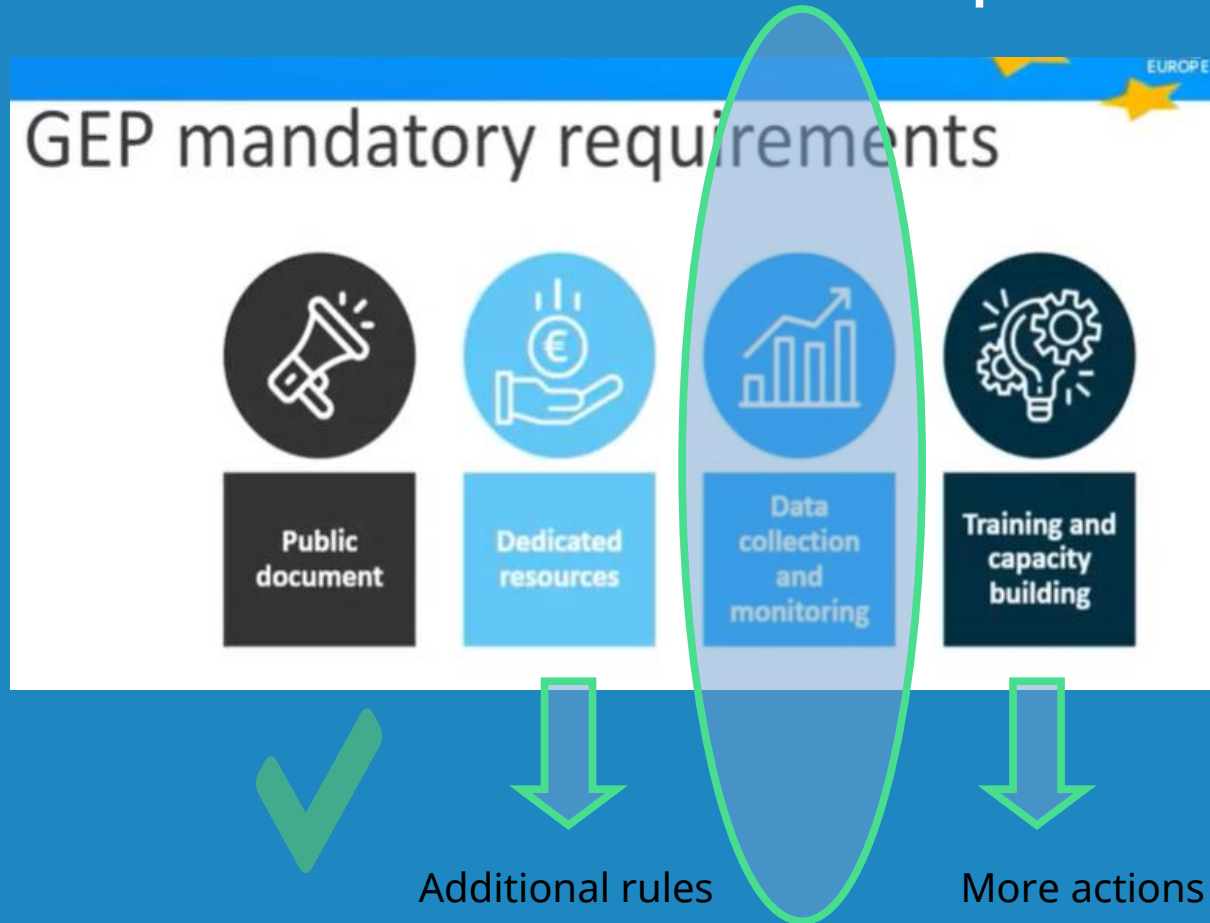 EUROPE
GEP mandatory requirements
€
Public
document
Dedicated
resources
Data
collection
and
monitoring
Training and
capacity
building
Additional rules
More actions